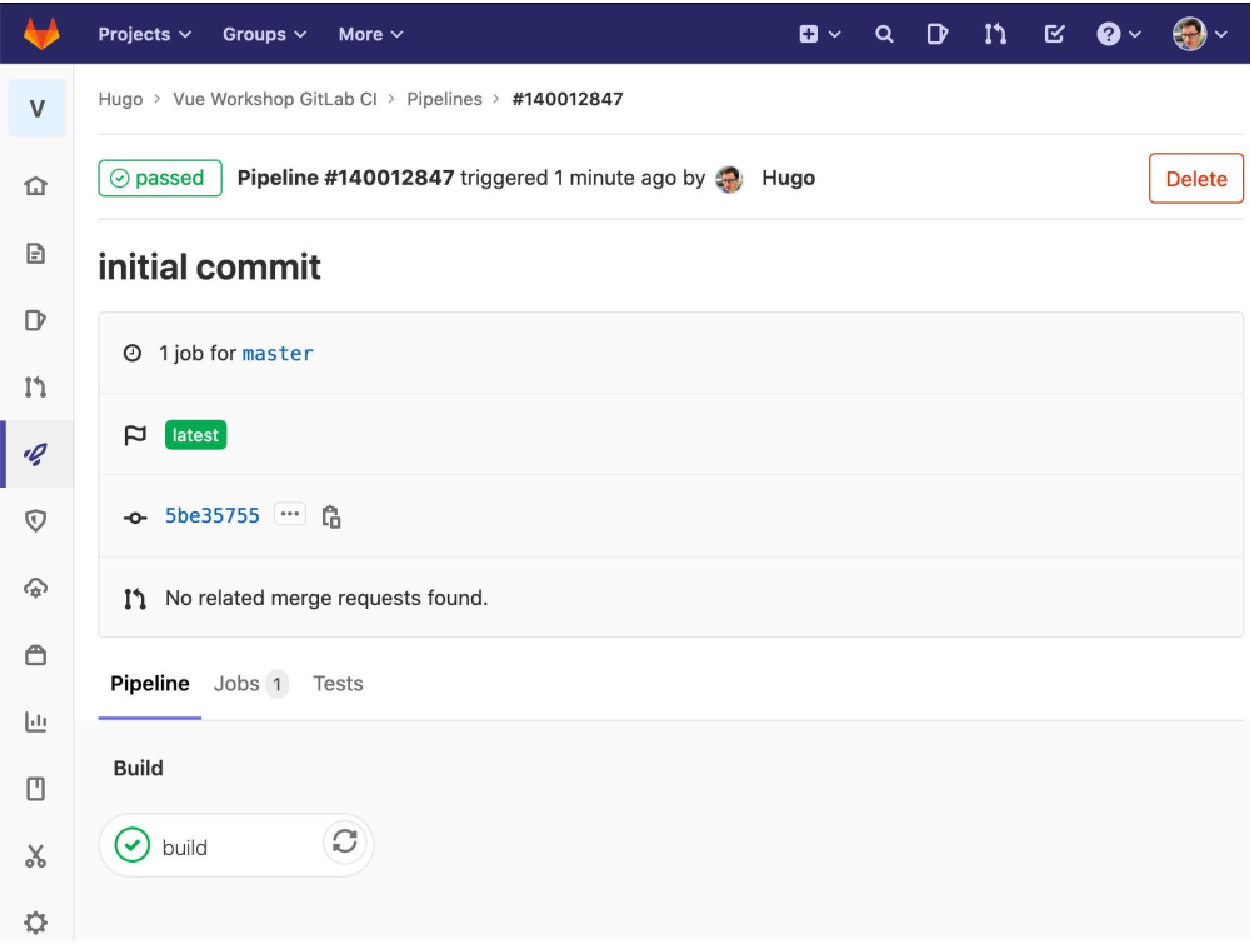 Projects Groups More
V
Hugo > Vue Workshop GitLab CI > Pipelines > #140012847
passed Pipeline #140012847 triggered 1 minute ago by Hugo Delete
initial commit
1 job for master
latest
5be35755 ...
No related merge requests found.
Pipeline Jobs 1 Tests
Build
build